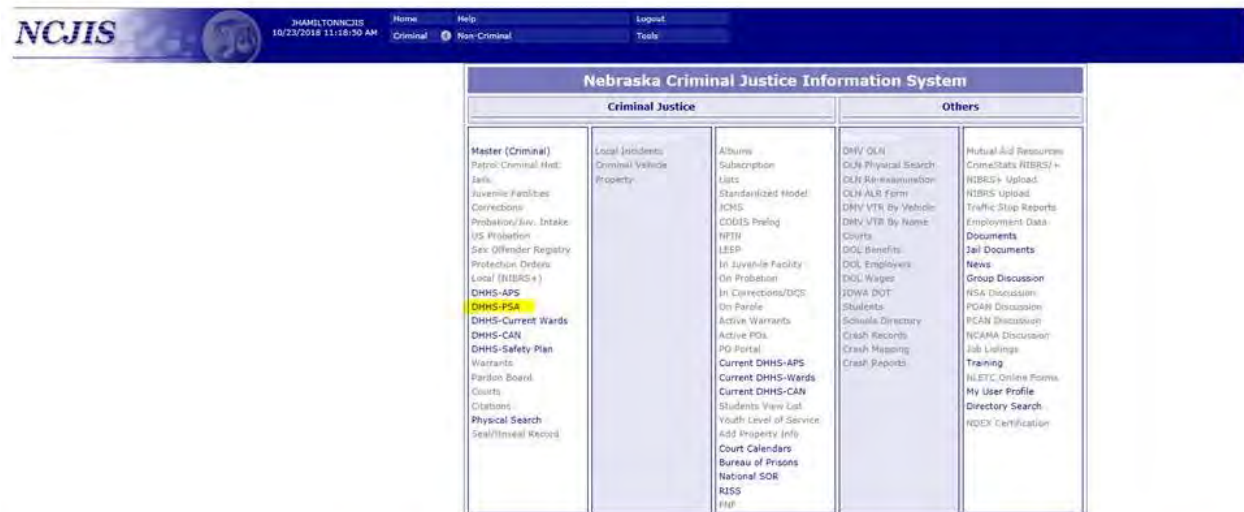 NCJIS
JHAMILTONNCJIS
10/23/2018 11:18:50 AM
Home Help Logout
Criminal Non-Criminal Tools
Nebraska Criminal Justice Information System
Criminal Justice Others
Master (Criminal)
Patrol Criminal Hist.
Jails
Juvenile Facilities
Corrections
Probation/Juv. Intake
US Probation
Sex Offender Registry
Protection Orders
Local (NIBRS+)
DHHS-APS
DHHS-PSA
DHHS-Current Wards
DHHS-CAN
DHHS-Safety Plan
Warrants
Pardon Board
Courts
Citations
Physical Search
Seal/Unseal Record
Local Incidents
Criminal Vehicle
Property
Albums
Subscription
Lists
Standardized Model
JCMS
CODIS Prelog
NPTN
LEEP
In Juvenile Facility
On Probation
In Corrections/DCS
On Parole
Active Warrants
Active POs
PO Portal
Current DHHS-APS
Current DHHS-Wards
Current DHHS-CAN
Students View List
Youth Level of Service
Add Property Info
Court Calendars
Bureau of Prisons
National SOR
RISS
DMV OLN
OLN Physical Search
OLN Re-examination
OLN ALR Form
DMV VTR By Vehicle
DMV VTR By Name
Courts
DOL Benefits
DOL Employers
DOL Wages
IOWA DOT
Students
Schools Directory
Crash Records
Crash Mapping
Crash Reports
Mutual Aid Resources
CrimeStats NIBRS/+
NIBRS+ Upload
NIBRS Upload
Traffic Stop Reports
Employment Data
Documents
Jail Documents
News
Group Discussion
NSA Discussion
POAN Discussion
PCAN Discussion
NCAMA Discussion
Job Listings
Training
NLETC Online Forms
My User Profile
Directory Search
NDEX Certification